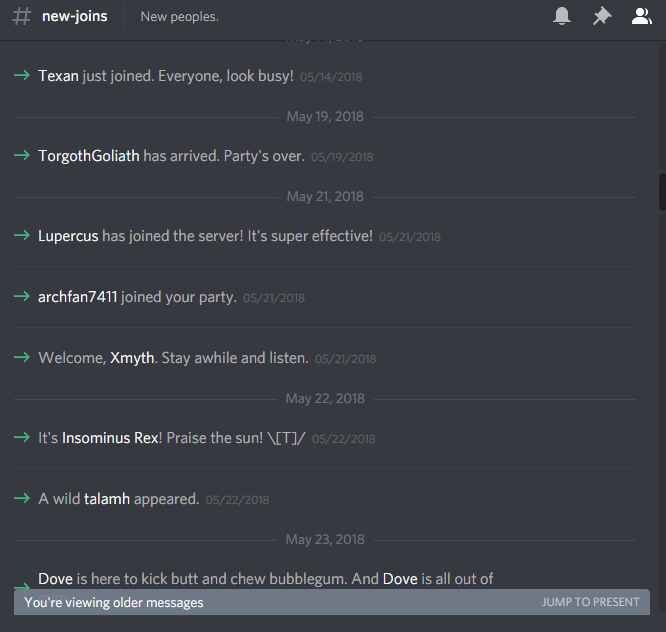 # new-joins New peoples.
Texan just joined. Everyone, look busy! 05/14/2018
May 19, 2018
TorgothGoliath has arrived. Party's over. 05/19/2018
May 21, 2018
Lupercus has joined the server! It's super effective! 05/21/2018
archfan7411 joined your party. 05/21/2018
Welcome, Xmyth. Stay awhile and listen. 05/21/2018
May 22, 2018
It's Insominus Rex! Praise the sun! \[T]/ 05/22/2018
A wild talamh appeared. 05/22/2018
May 23, 2018
Dove is here to kick butt and chew bubblegum. And Dove is all out of
You're viewing older messages JUMP TO PRESENT